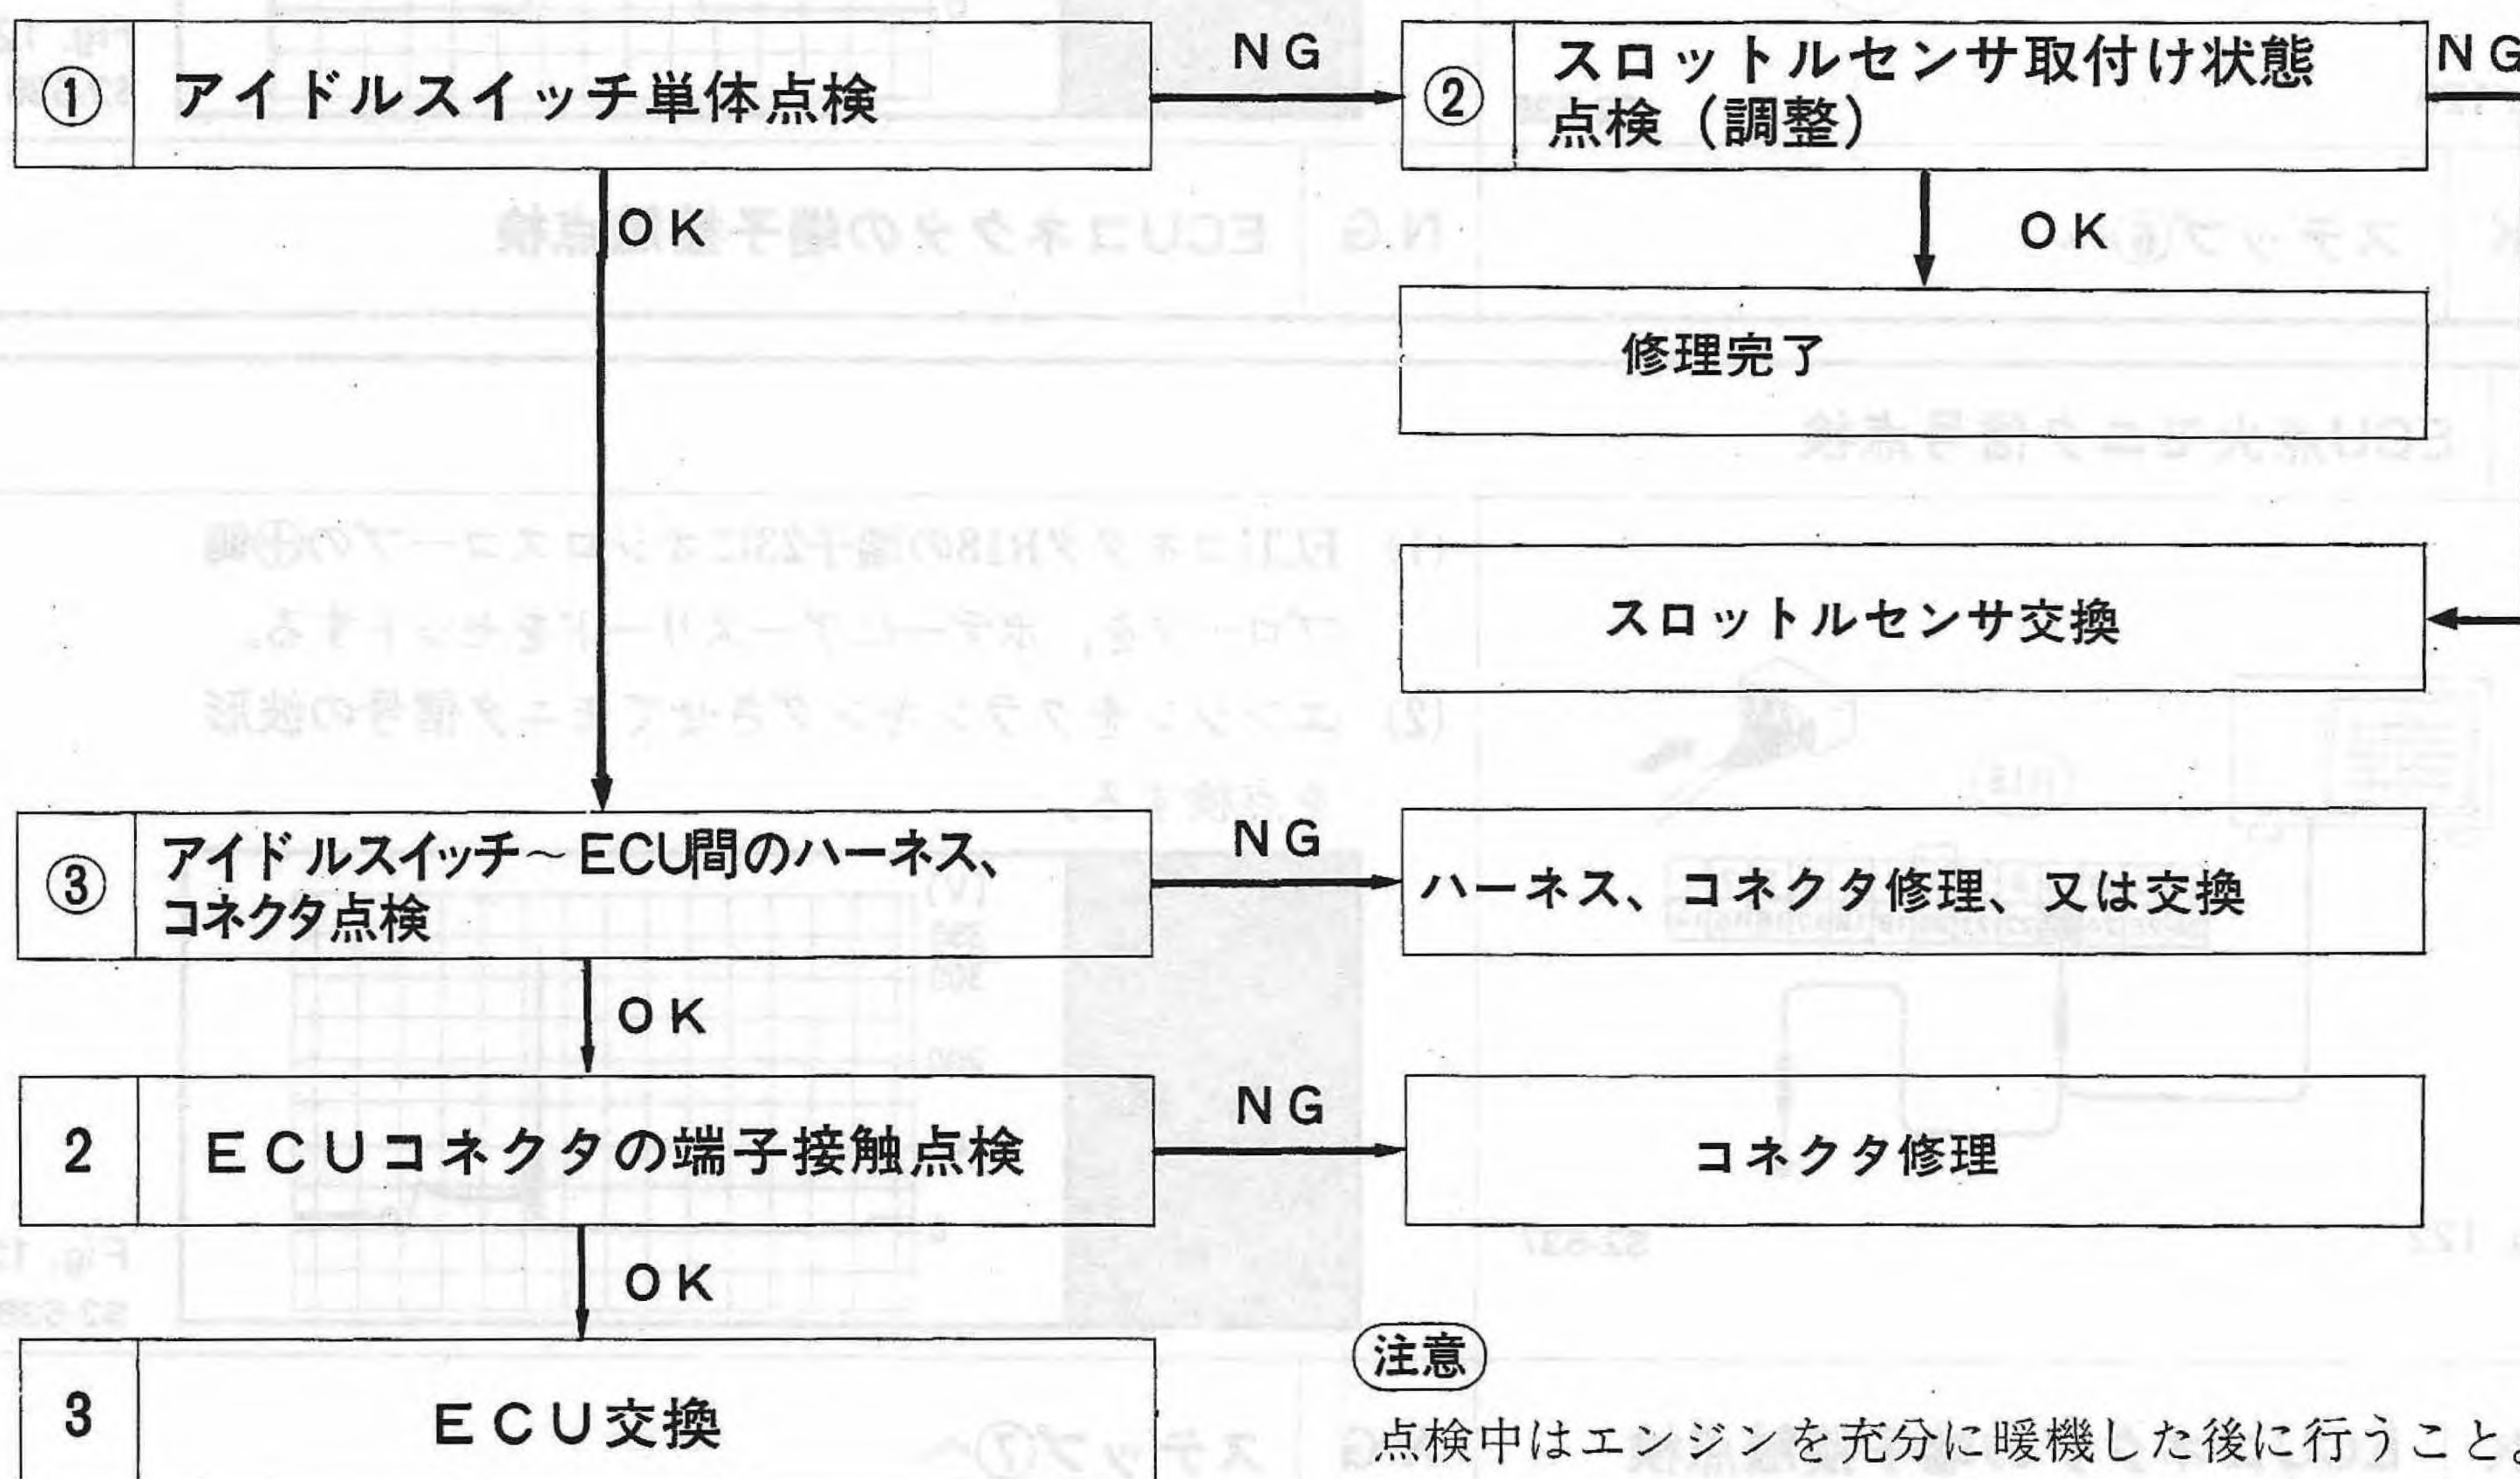 ① アイドルスイッチ単体点検
NG
② スロットルセンサ取付け状態
点検（調整）
NG
OK
OK
修理完了
スロットルセンサ交換
③ アイドルスイッチ～ECU間のハーネス、
コネクタ点検
NG
ハーネス、コネクタ修理、又は交換
OK
2 ECUコネクタの端子接触点検
NG
コネクタ修理
OK
3 ECU交換
注意
点検中はエンジンを充分に暖機した後に行うこと。